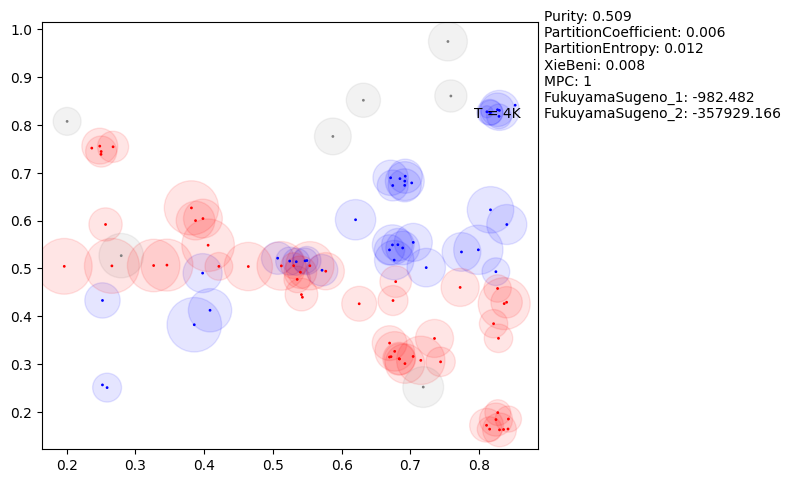 Purity: 0.509
PartitionCoefficient: 0.006
PartitionEntropy: 0.012
XieBeni: 0.008
MPC: 1
FukuyamaSugeno_1: -982.482
FukuyamaSugeno_2: -357929.166
T = 4K
1.0
0.9
0.8
0.7
0.6
0.5
0.4
0.3
0.2
0.2 0.3 0.4 0.5 0.6 0.7 0.8